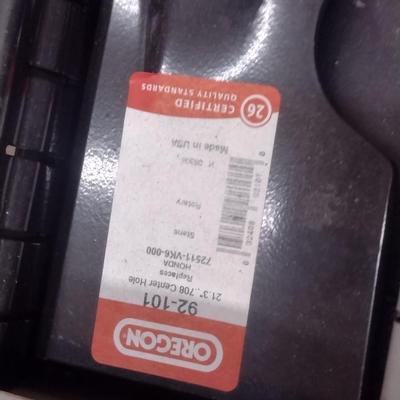 OREGON
92-101
21.3", .708 Center Hole
Replaces
HONDA
72511-VK6-000
Stens
Rotary
Made in USA
26 CERTIFIED
QUALITY STANDARDS